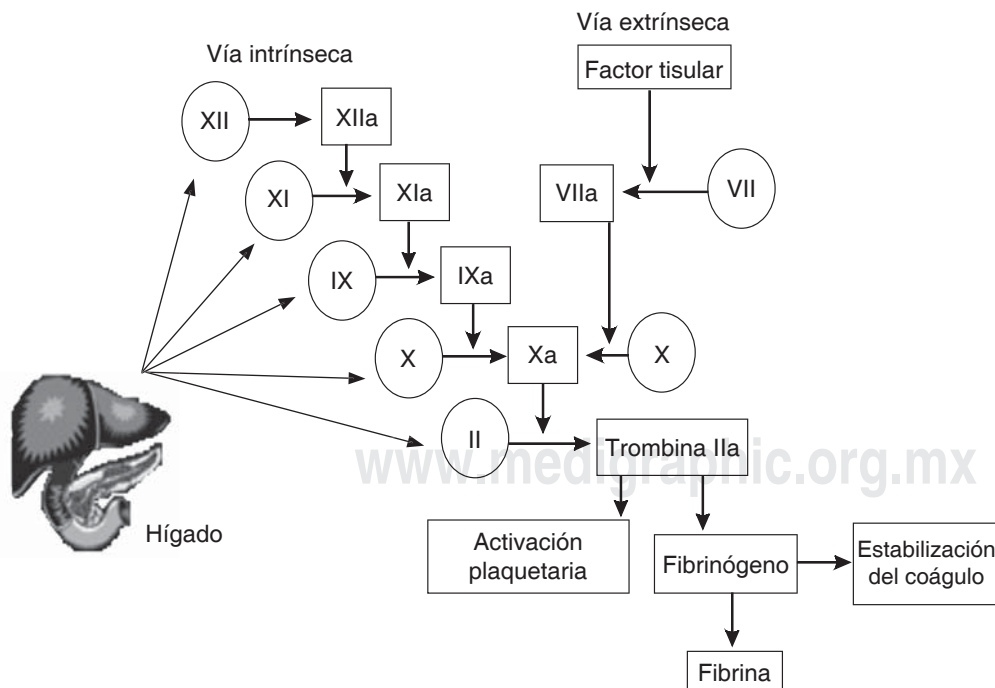 Vía extrínseca
Vía intrínseca
Factor tisular
XII
XIIa
XI
XIa
VIIa
VII
IX
IXa
X
Xa
X
II
Trombina IIa
www.medigraphic.org.mx
Hígado
Activación
plaquetaria
Fibrinógeno
Estabilización
del coágulo
Fibrina